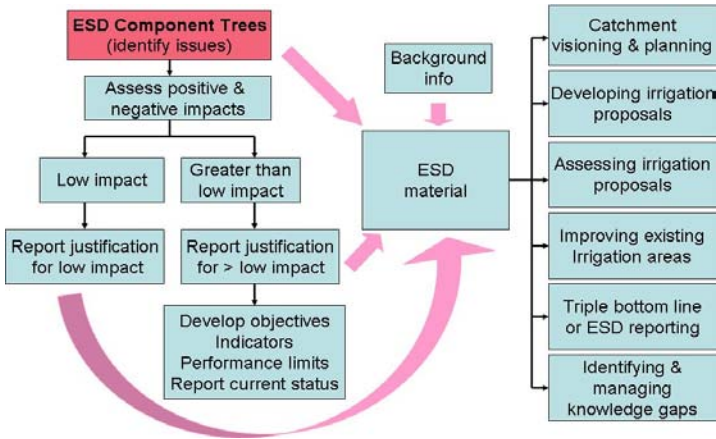 ESD Component Trees
(identify issues)
Assess positive &
negative impacts
Low impact
Greater than
low impact
Report justification
for low impact
Report justification
for > low impact
Develop objectives
Indicators
Performance limits
Report current status
Background
info
ESD
material
Catchment
visioning & planning
Developing irrigation
proposals
Assessing irrigation
proposals
Improving existing
Irrigation areas
Triple bottom line
or ESD reporting
Identifying &
managing
knowledge gaps